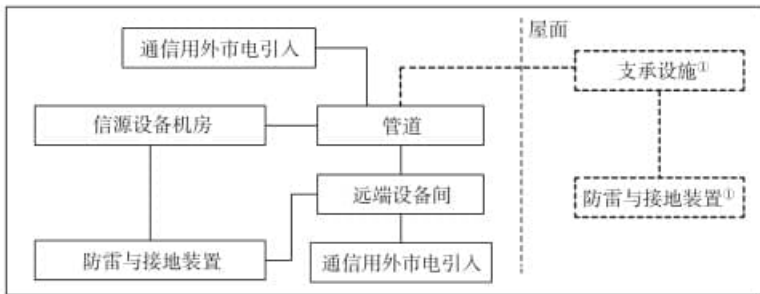 屋面
通信用外市电引入
支承设施①
信源设备机房
管道
远端设备间
防雷与接地装置①
防雷与接地装置
通信用外市电引入